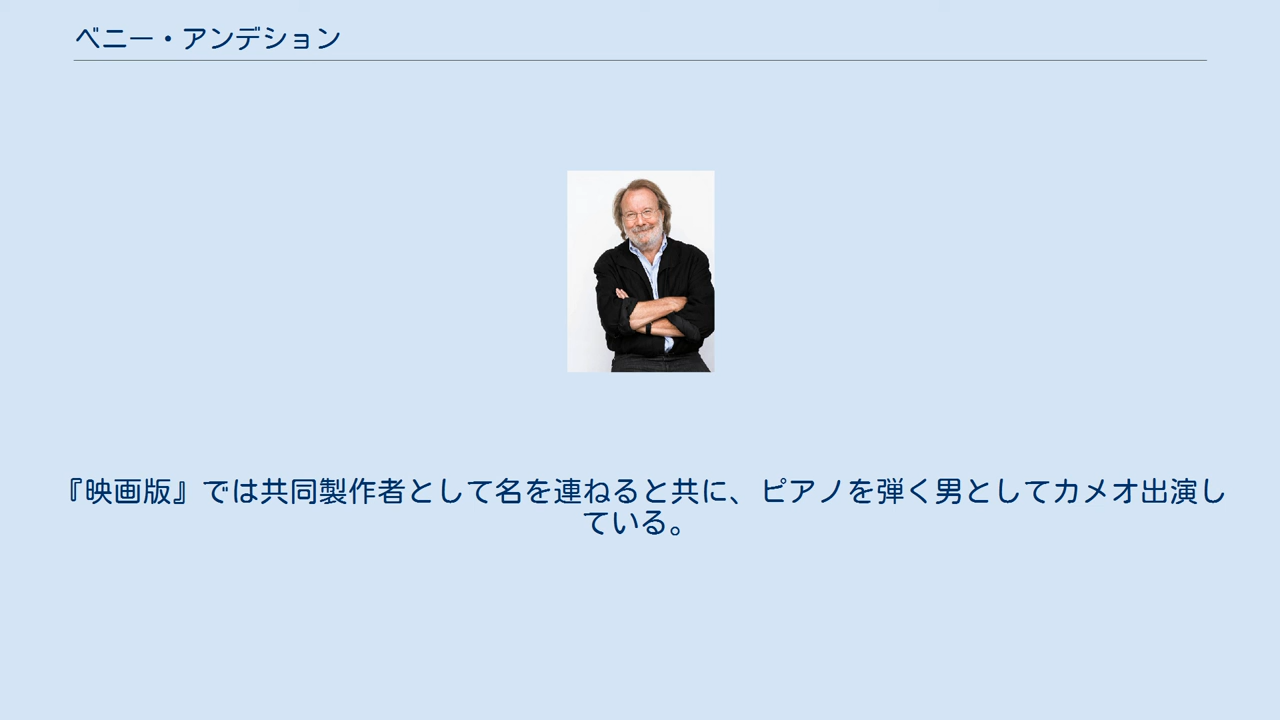 ベニー・アンデション
『映画版』では共同製作者として名を連ねると共に、ピアノを弾く男としてカメオ出演し
ている。